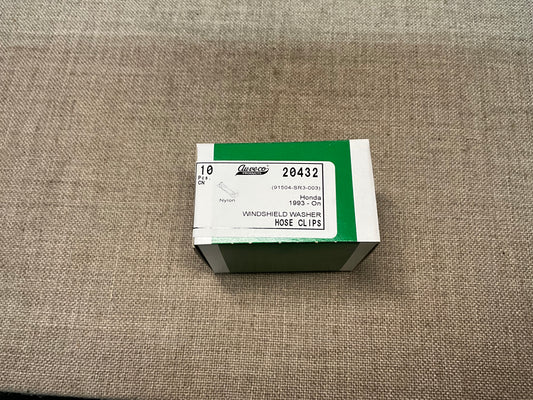 10
Pcs.
CN
Auveco
20432
(91504-SR3-003)
Nylon
Honda
1993 - On
WINDSHIELD WASHER
HOSE CLIPS